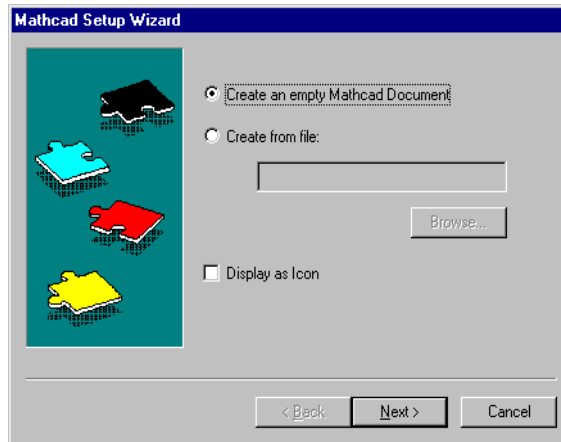 Mathcad Setup Wizard
Create an empty Mathcad Document
Create from file:
Browse...
Display as Icon
< Back Next > Cancel